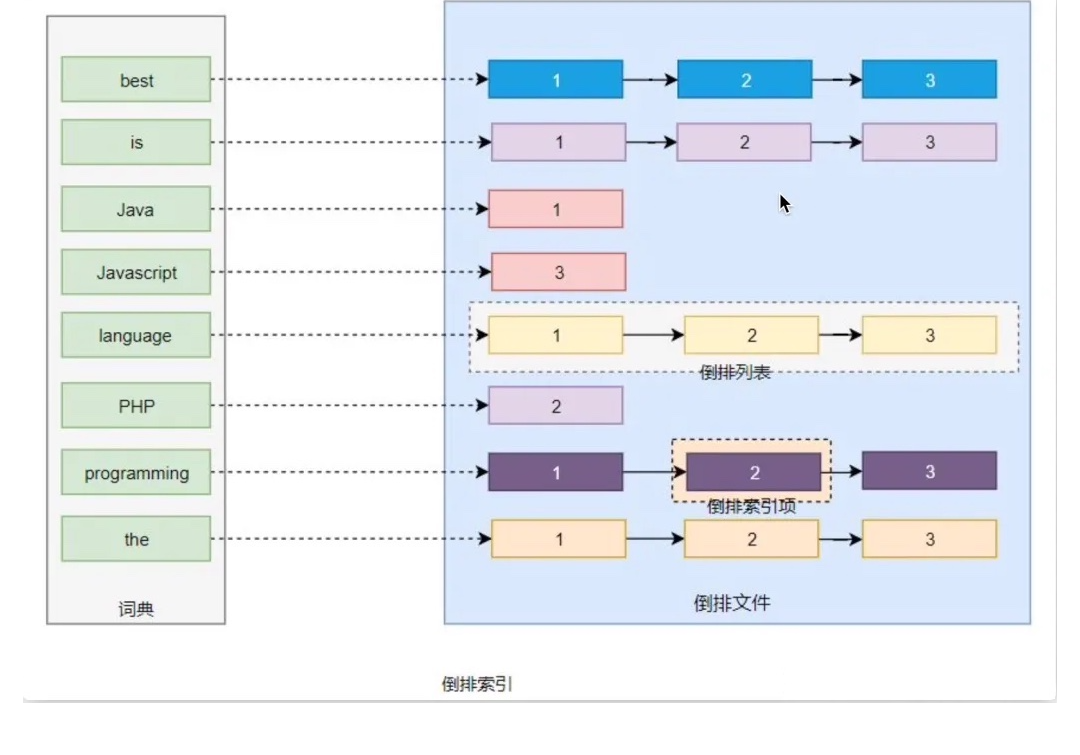 best 1 2 3
is 1 2 3
Java 1
Javascript 3
language 1 2 3
倒排列表
PHP 2
programming 1 2 3
倒排索引项
the 1 2 3
词典 倒排文件
倒排索引